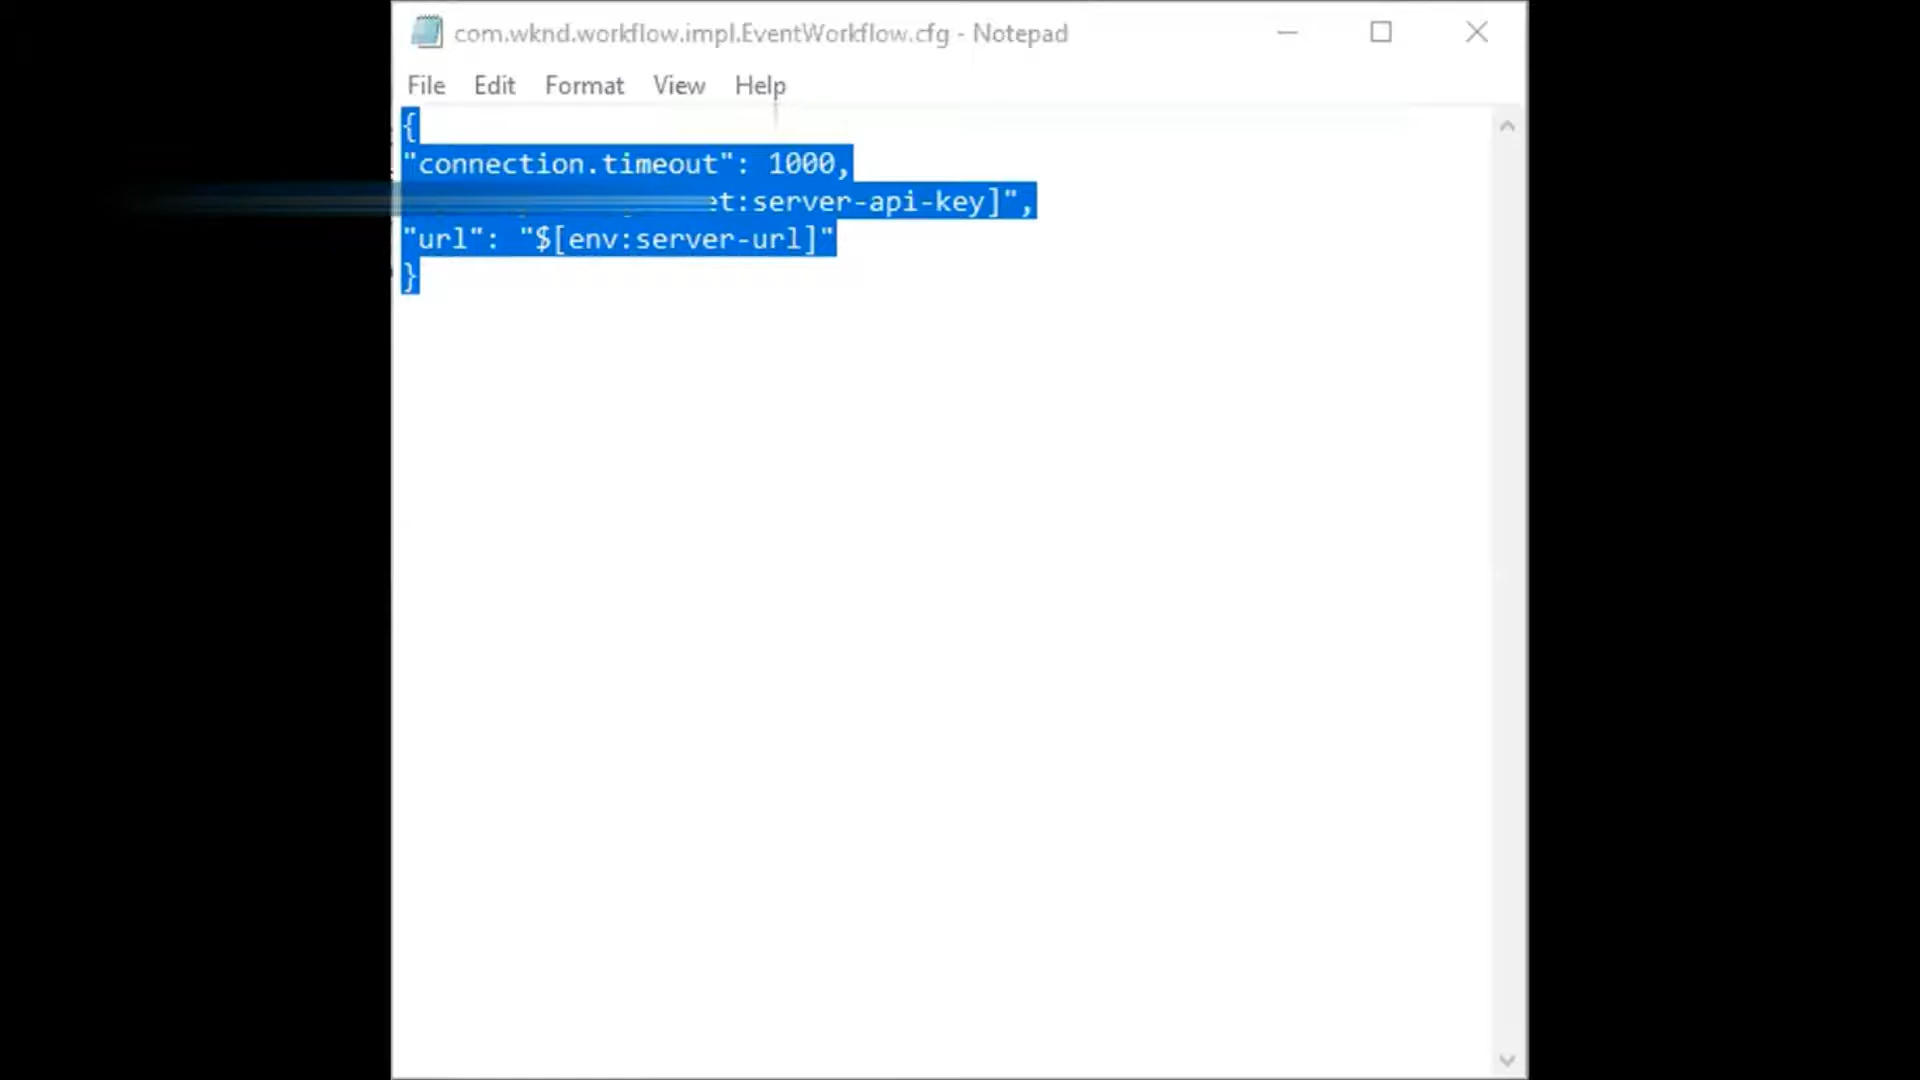 com.wknd.workflow.impl.EventWorkflow.cfg - Notepad
File Edit Format View Help
{
"connection.timeout": 1000,
et:server-api-key]",
"url": "$[env:server-url]"
}